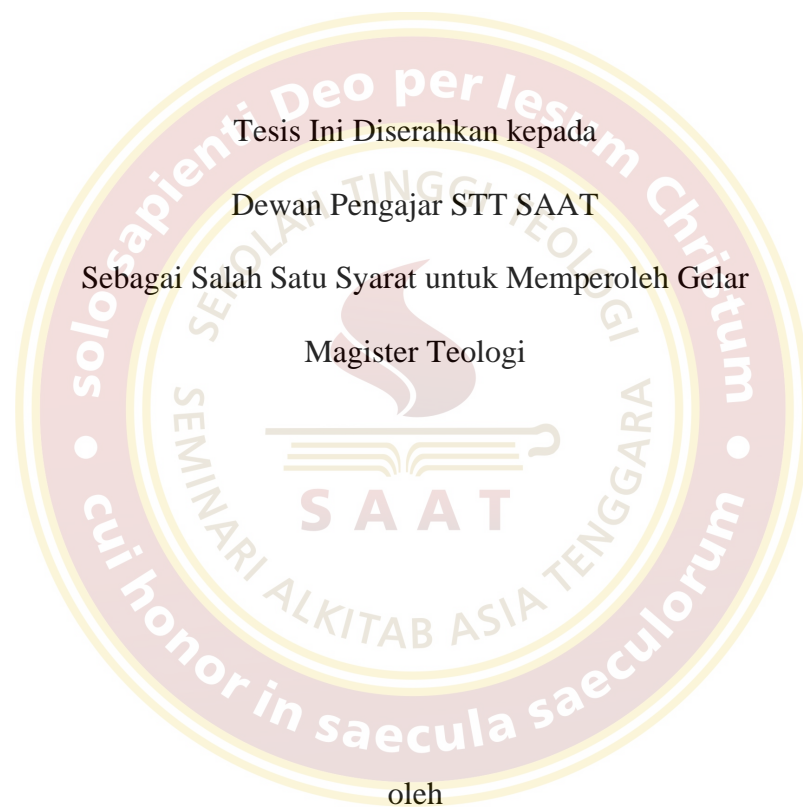 Tesis Ini Diserahkan kepada
Dewan Pengajar STT SAAT
Sebagai Salah Satu Syarat untuk Memperoleh Gelar
Magister Teologi
oleh
solo sapienti Deo per Iesum Christum
cui honor in saecula saeculorum
SEKOLAH TINGGI TEOLOGI
SEMINARI ALKITAB ASIA TENGGARA
SAAT